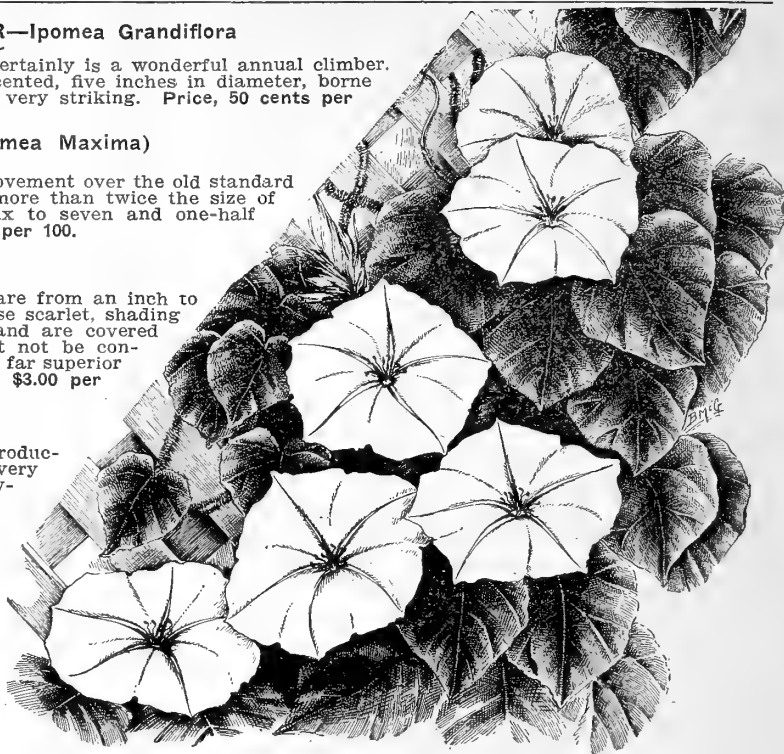 R—Ipomea Grandiflora
ertainly is a wonderful annual climber.
cented, five inches in diameter, borne
very striking. Price, 50 cents per
mea Maxima)
ovement over the old standard
more than twice the size of
ix to seven and one-half
per 100.
are from an inch to
se scarlet, shading
and are covered
t not be con-
far superior
$3.00 per
roduc-
very
y-
B.McG